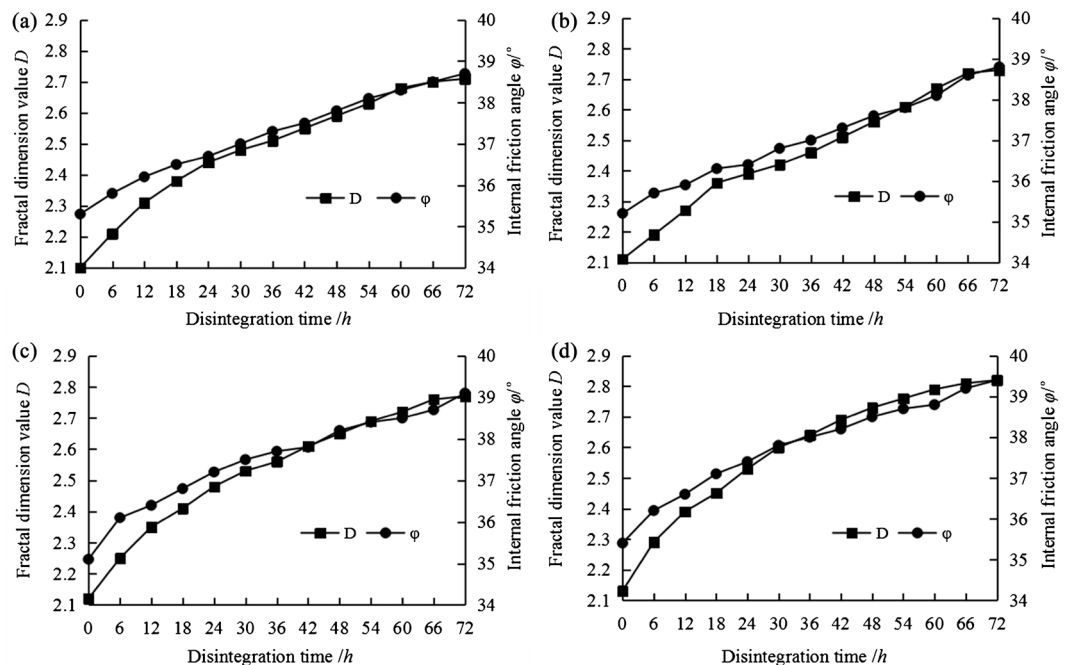 (a)
Fractal dimension value D
2.9
2.8
2.7
2.6
2.5
2.4
2.3
2.2
2.1
40
39
38
37
36
35
34
Internal friction angle φ/°
D φ
0 6 12 18 24 30 36 42 48 54 60 66 72
Disintegration time /h
(b)
Fractal dimension value D
2.9
2.8
2.7
2.6
2.5
2.4
2.3
2.2
2.1
40
39
38
37
36
35
34
Internal friction angle φ/°
D φ
0 6 12 18 24 30 36 42 48 54 60 66 72
Disintegration time /h
(c)
Fractal dimension value D
2.9
2.8
2.7
2.6
2.5
2.4
2.3
2.2
2.1
40
39
38
37
36
35
34
Internal friction angle φ/°
D φ
0 6 12 18 24 30 36 42 48 54 60 66 72
Disintegration time /h
(d)
Fractal dimension value D
2.9
2.8
2.7
2.6
2.5
2.4
2.3
2.2
2.1
40
39
38
37
36
35
34
Internal friction angle φ/°
D φ
0 6 12 18 24 30 36 42 48 54 60 66 72
Disintegration time /h